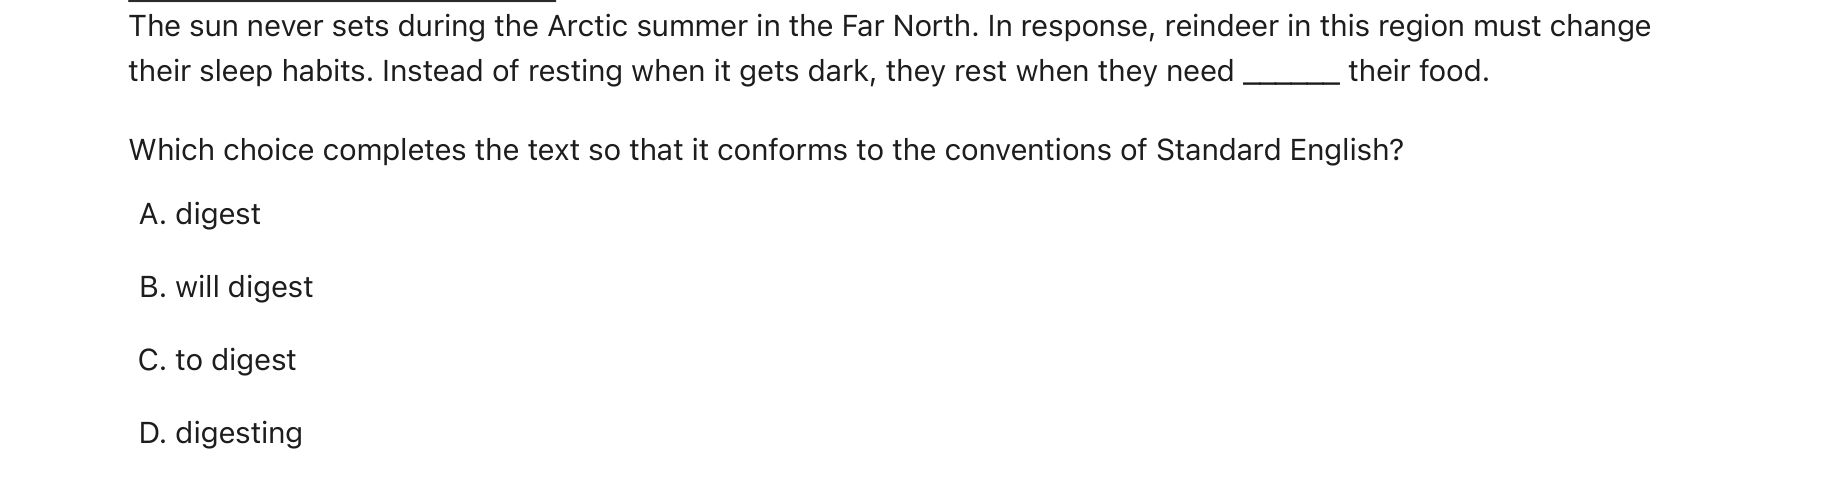 The sun never sets during the Arctic summer in the Far North. In response, reindeer in this region must change
their sleep habits. Instead of resting when it gets dark, they rest when they need ______ their food.
Which choice completes the text so that it conforms to the conventions of Standard English?
A. digest
B. will digest
C. to digest
D. digesting